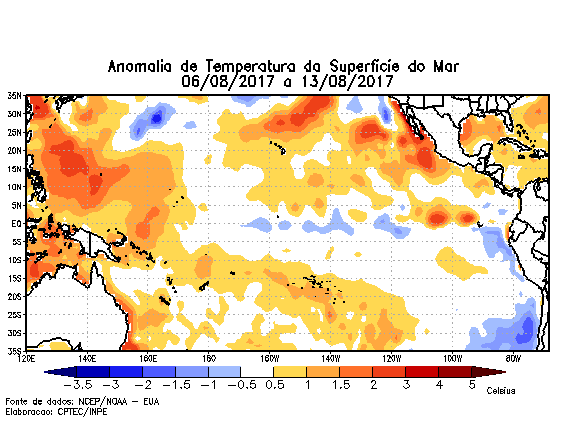 Anomalia de Temperatura da Superfície do Mar
06/08/2017 a 13/08/2017
35N
30N
25N
20N
15N
10N
5N
EQ
5S
10S
15S
20S
25S
30S
35S
120E 140E 160E 180 160W 140W 120W 100W 80W
−3.5 −3 −2 −1.5 −1 −0.5 0.5 1 1.5 2 3 4 5
Celsius
Fonte de dados: NCEP/NOAA − EUA
Elaboracao: CPTEC/INPE